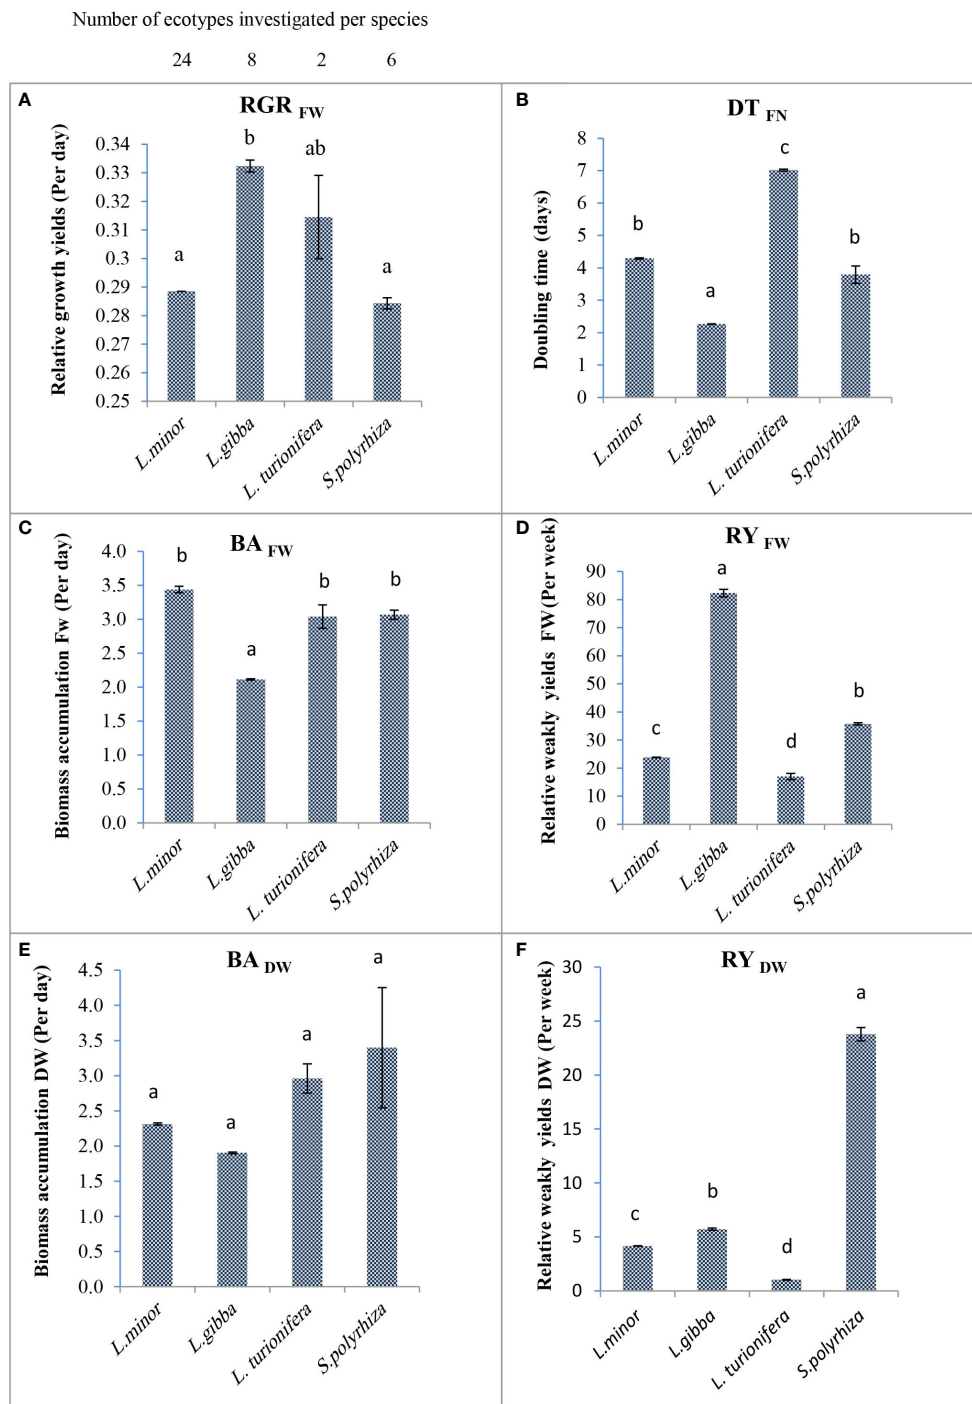 Number of ecotypes investigated per species
24 8 2 6
A
RGR FW
Relative growth yields (Per day)
0.34
0.33
0.32
0.31
0.3
0.29
0.28
0.27
0.26
0.25
a
b
ab
a
L.minor
L.gibba
L. turionifera
S.polyrhiza
B
DT FN
Doubling time (days)
8
7
6
5
4
3
2
1
0
b
a
c
b
L.minor
L.gibba
L. turionifera
S.polyrhiza
C
BA FW
Biomass accumulation Fw (Per day)
4.0
3.5
3.0
2.5
2.0
1.5
1.0
0.5
0.0
b
a
b
b
L.minor
L.gibba
L. turionifera
S.polyrhiza
D
RY FW
Relative weakly yields FW (Per week)
90
80
70
60
50
40
30
20
10
0
c
a
d
b
L.minor
L.gibba
L. turionifera
S.polyrhiza
E
BA DW
Biomass accumulation DW (Per day)
4.5
4.0
3.5
3.0
2.5
2.0
1.5
1.0
0.5
0.0
a
a
a
a
L.minor
L.gibba
L. turionifera
S.polyrhiza
F
RY DW
Relative weakly yields DW (Per week)
30
25
20
15
10
5
0
c
b
d
a
L.minor
L.gibba
L. turionifera
S.polyrhiza